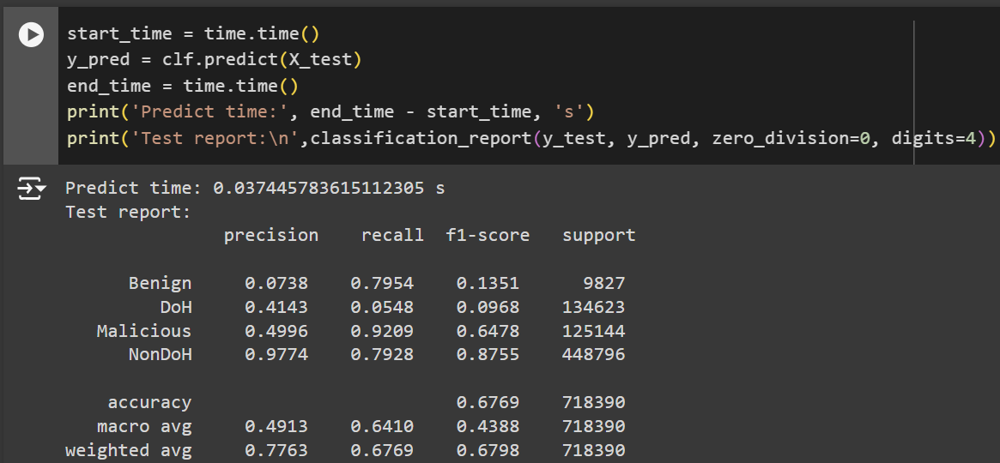 start_time = time.time()
y_pred = clf.predict(X_test)
end_time = time.time()
print('Predict time:', end_time - start_time, 's')
print('Test report:\n',classification_report(y_test, y_pred, zero_division=0, digits=4))
Predict time: 0.037445783615112305 s
Test report:
precision recall f1-score support
Benign 0.0738 0.7954 0.1351 9827
DoH 0.4143 0.0548 0.0968 134623
Malicious 0.4996 0.9209 0.6478 125144
NonDoH 0.9774 0.7928 0.8755 448796
accuracy 0.6769 718390
macro avg 0.4913 0.6410 0.4388 718390
weighted avg 0.7763 0.6769 0.6798 718390